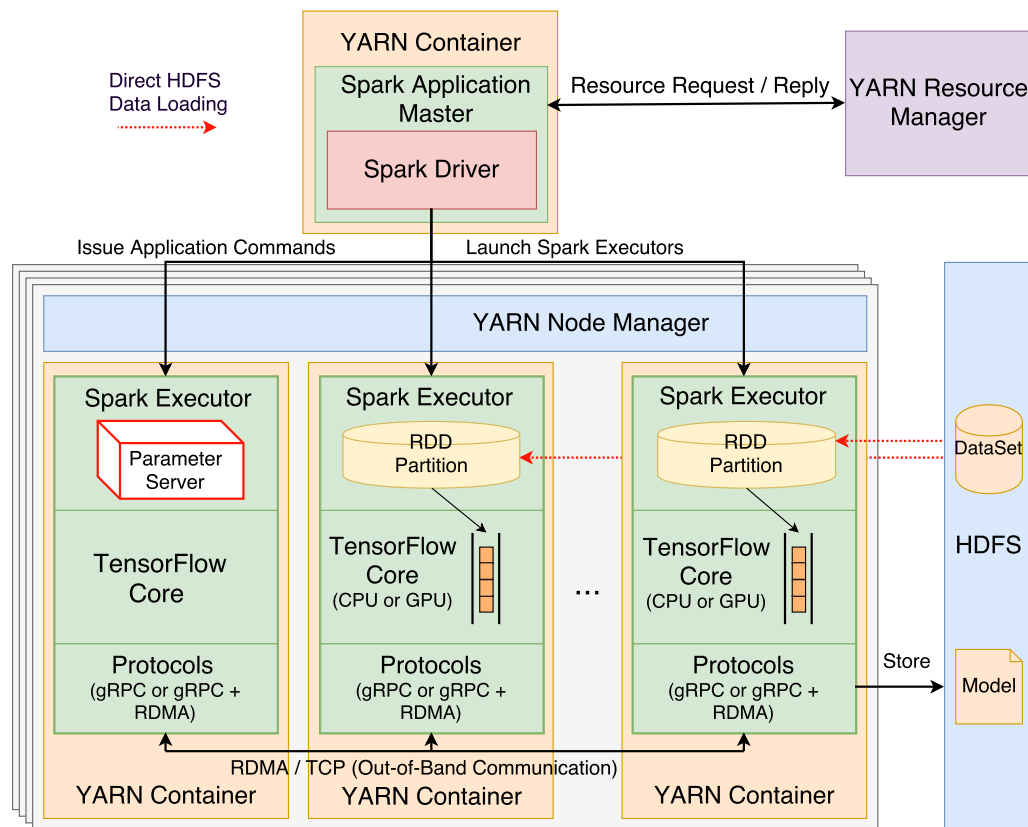 YARN Container
Spark Application
Master
Spark Driver
Direct HDFS
Data Loading
Resource Request / Reply
YARN Resource
Manager
Issue Application Commands
Launch Spark Executors
YARN Node Manager
Spark Executor
Parameter
Server
TensorFlow
Core
Protocols
(gRPC or gRPC +
RDMA)
YARN Container
Spark Executor
RDD
Partition
TensorFlow
Core
(CPU or GPU)
Protocols
(gRPC or gRPC +
RDMA)
YARN Container
...
Spark Executor
RDD
Partition
TensorFlow
Core
(CPU or GPU)
Protocols
(gRPC or gRPC +
RDMA)
YARN Container
RDMA / TCP (Out-of-Band Communication)
Store
DataSet
HDFS
Model